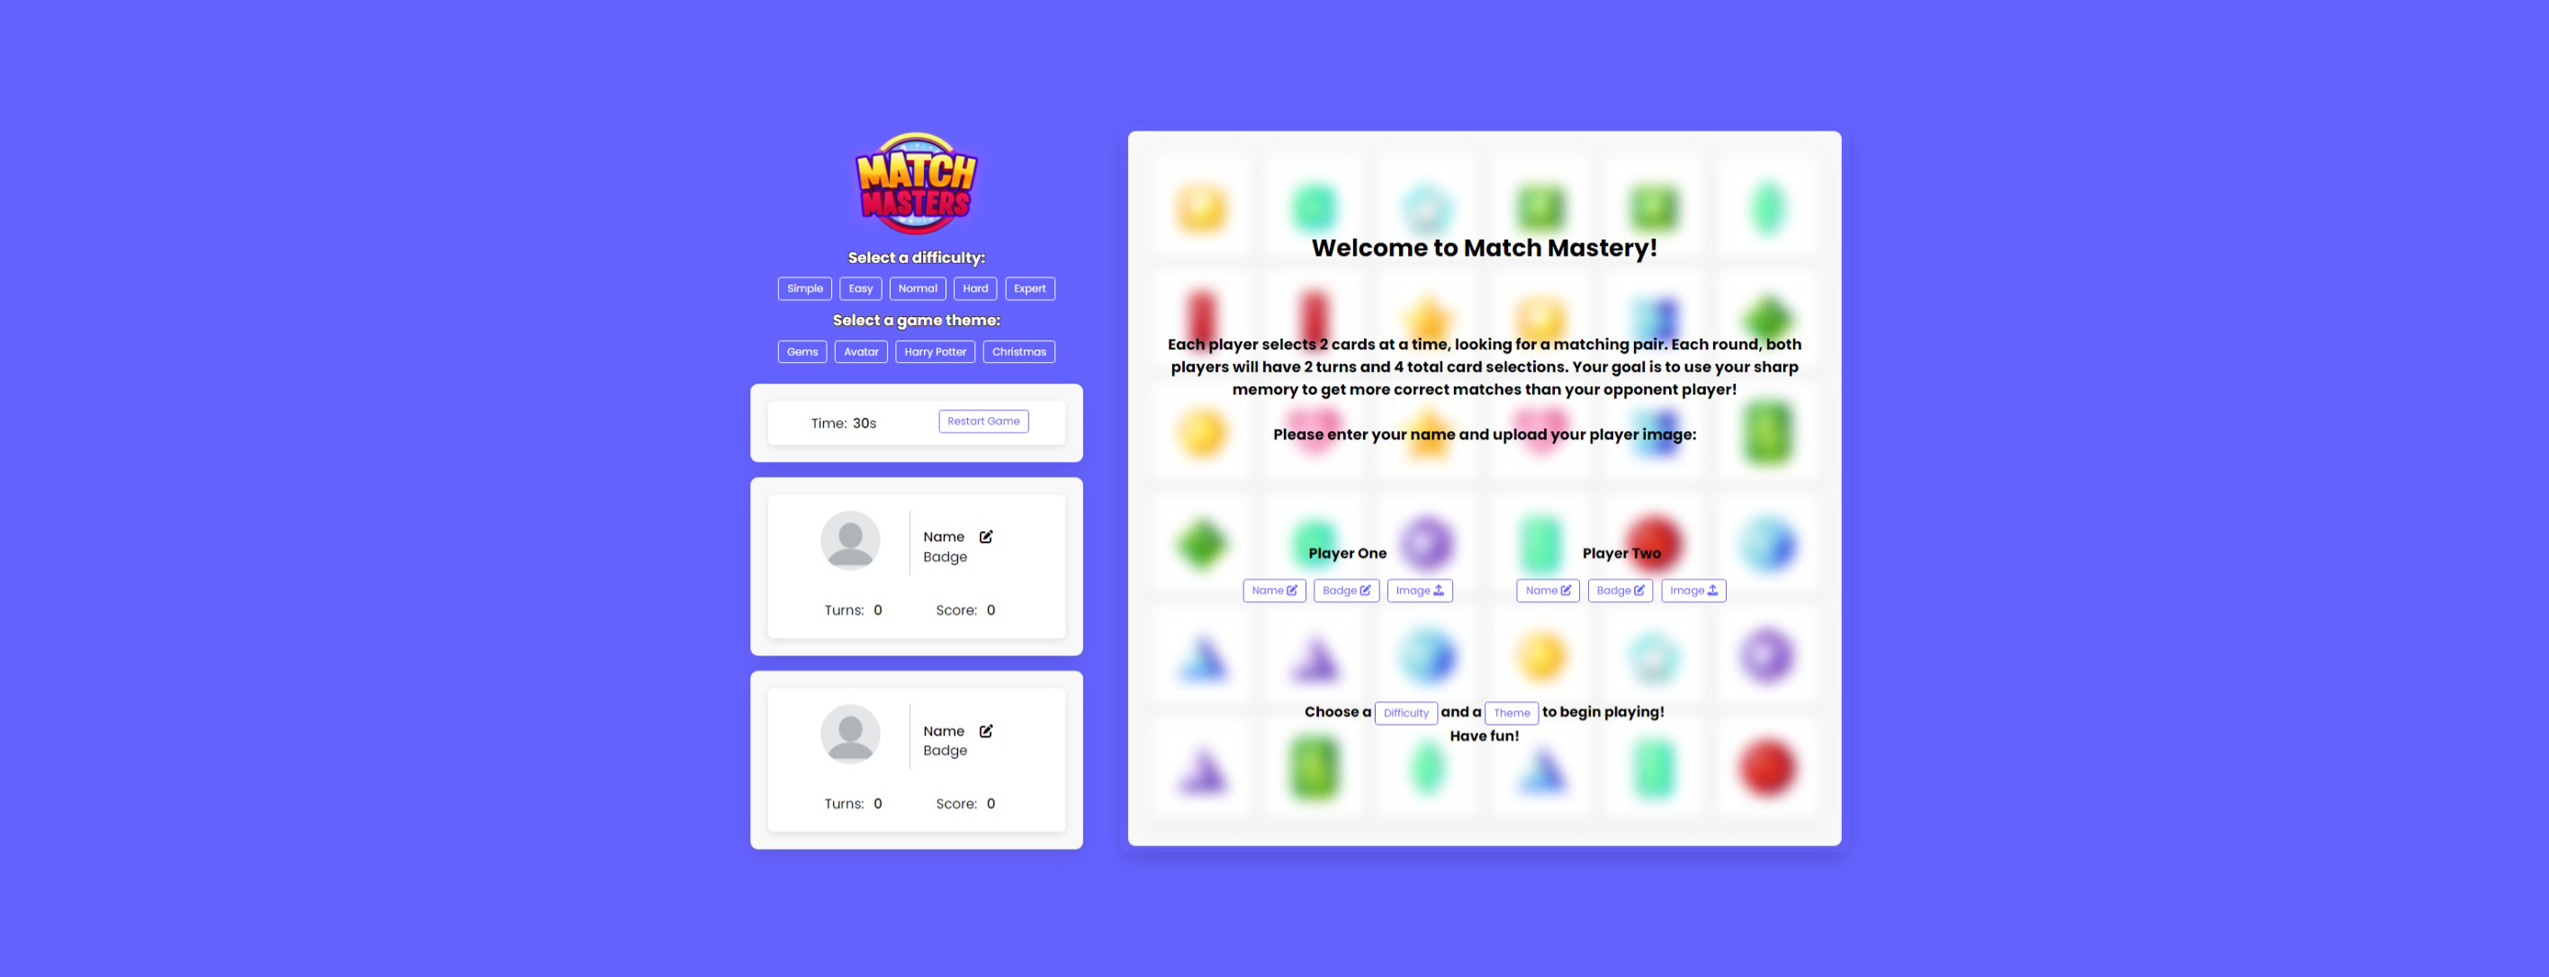 MATCH
MASTERS
Select a difficulty:
Simple Easy Normal Hard Expert
Select a game theme:
Gems Avatar Harry Potter Christmas
Time: 30s Restart Game
Name
Badge
Turns: 0 Score: 0
Name
Badge
Turns: 0 Score: 0
Welcome to Match Mastery!
Each player selects 2 cards at a time, looking for a matching pair. Each round, both
players will have 2 turns and 4 total card selections. Your goal is to use your sharp
memory to get more correct matches than your opponent player!
Please enter your name and upload your player image:
Player One Player Two
Name Badge Image Name Badge Image
Choose a Difficulty and a Theme to begin playing!
Have fun!